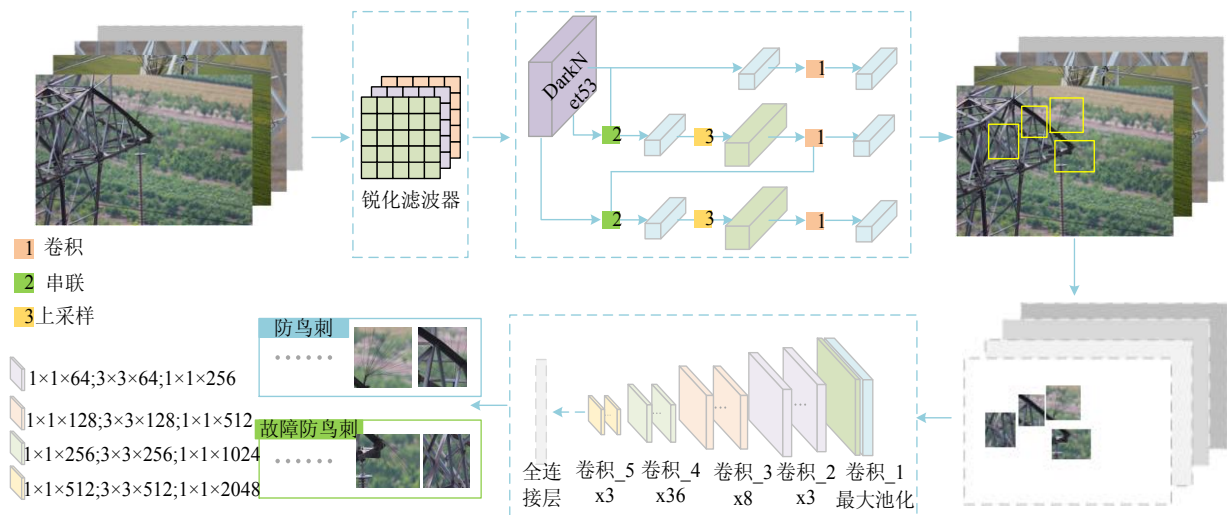 DarkN
et53
1
2
3
1
2
3
1
锐化滤波器
1 卷积
2 串联
3 上采样
1×1×64;3×3×64;1×1×256
1×1×128;3×3×128;1×1×512
1×1×256;3×3×256;1×1×1024
1×1×512;3×3×512;1×1×2048
防鸟刺
......
故障防鸟刺
......
全连
接层
卷积_5
x3
卷积_4
x36
卷积_3
x8
卷积_2
x3
卷积_1
最大池化